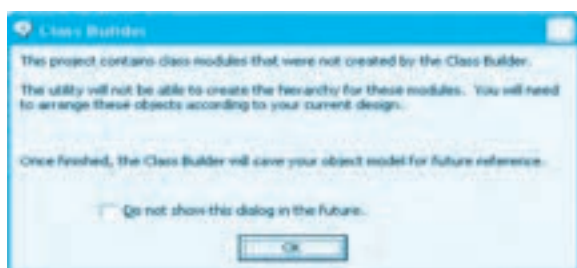 Class Builder
This project contains class modules that were not created by the Class Builder.
The utility will not be able to create the hierarchy for these modules. You will need
to arrange these objects according to your current design.
Once finished, the Class Builder will save your object model for future reference.
Do not show this dialog in the future.
OK